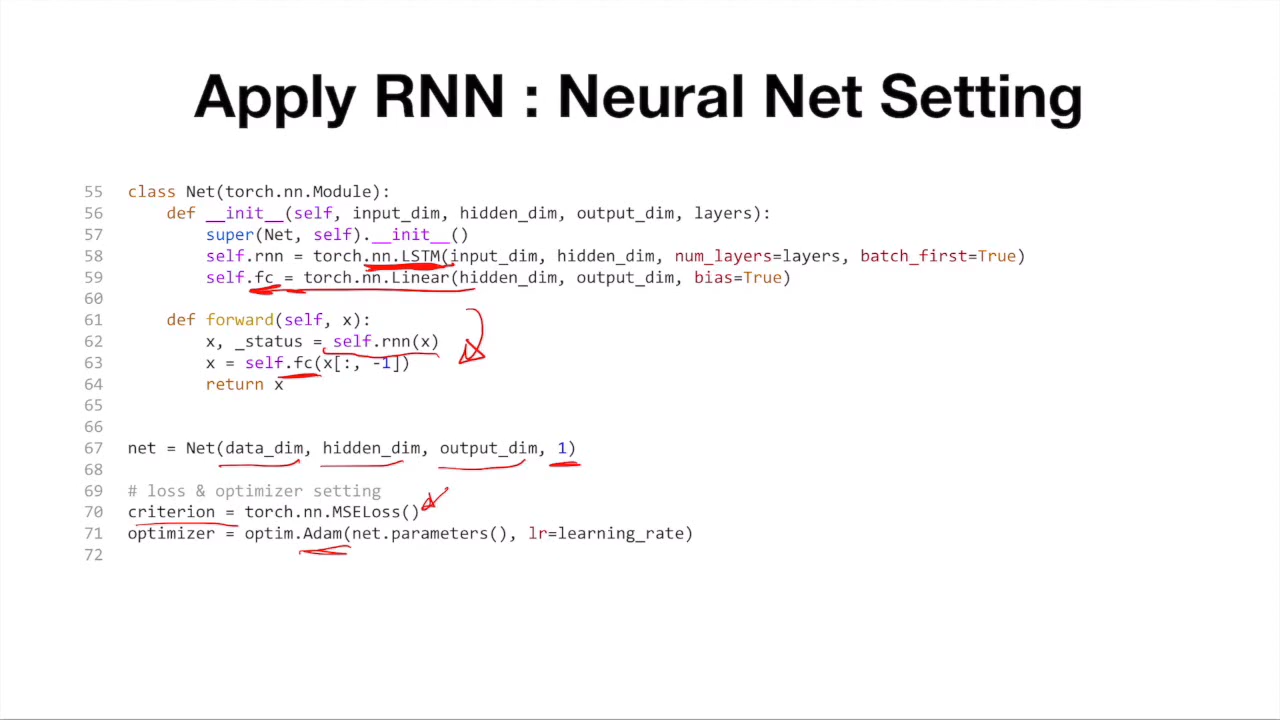 Apply RNN : Neural Net Setting
55 class Net(torch.nn.Module):
56     def __init__(self, input_dim, hidden_dim, output_dim, layers):
57         super(Net, self).__init__()
58         self.rnn = torch.nn.LSTM(input_dim, hidden_dim, num_layers=layers, batch_first=True)
59         self.fc = torch.nn.Linear(hidden_dim, output_dim, bias=True)
60
61     def forward(self, x):
62         x, _status = self.rnn(x)
63         x = self.fc(x[:, -1])
64         return x
65
66
67 net = Net(data_dim, hidden_dim, output_dim, 1)
68
69 # loss & optimizer setting
70 criterion = torch.nn.MSELoss()
71 optimizer = optim.Adam(net.parameters(), lr=learning_rate)
72